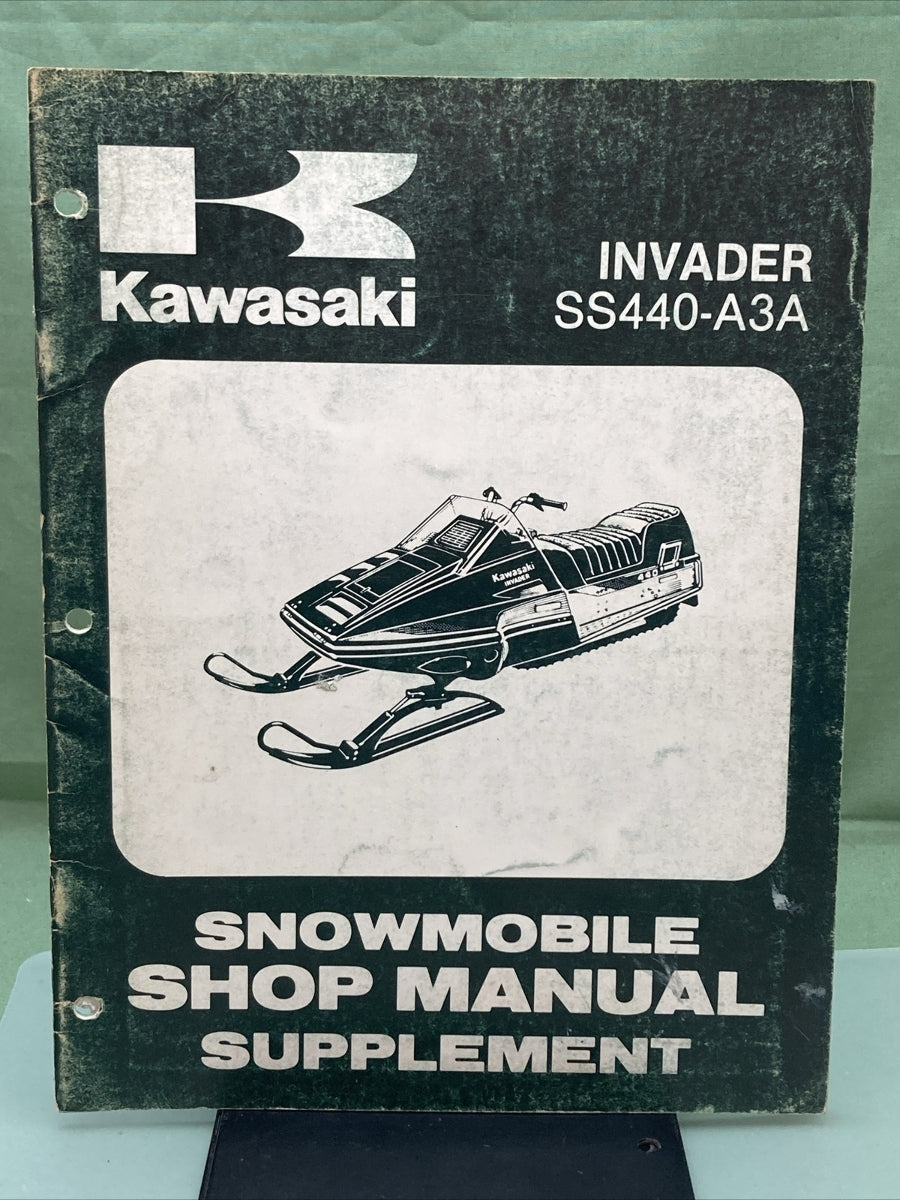 Kawasaki
INVADER
SS440-A3A
Kawasaki
INVADER
440
SNOWMOBILE
SHOP MANUAL
SUPPLEMENT